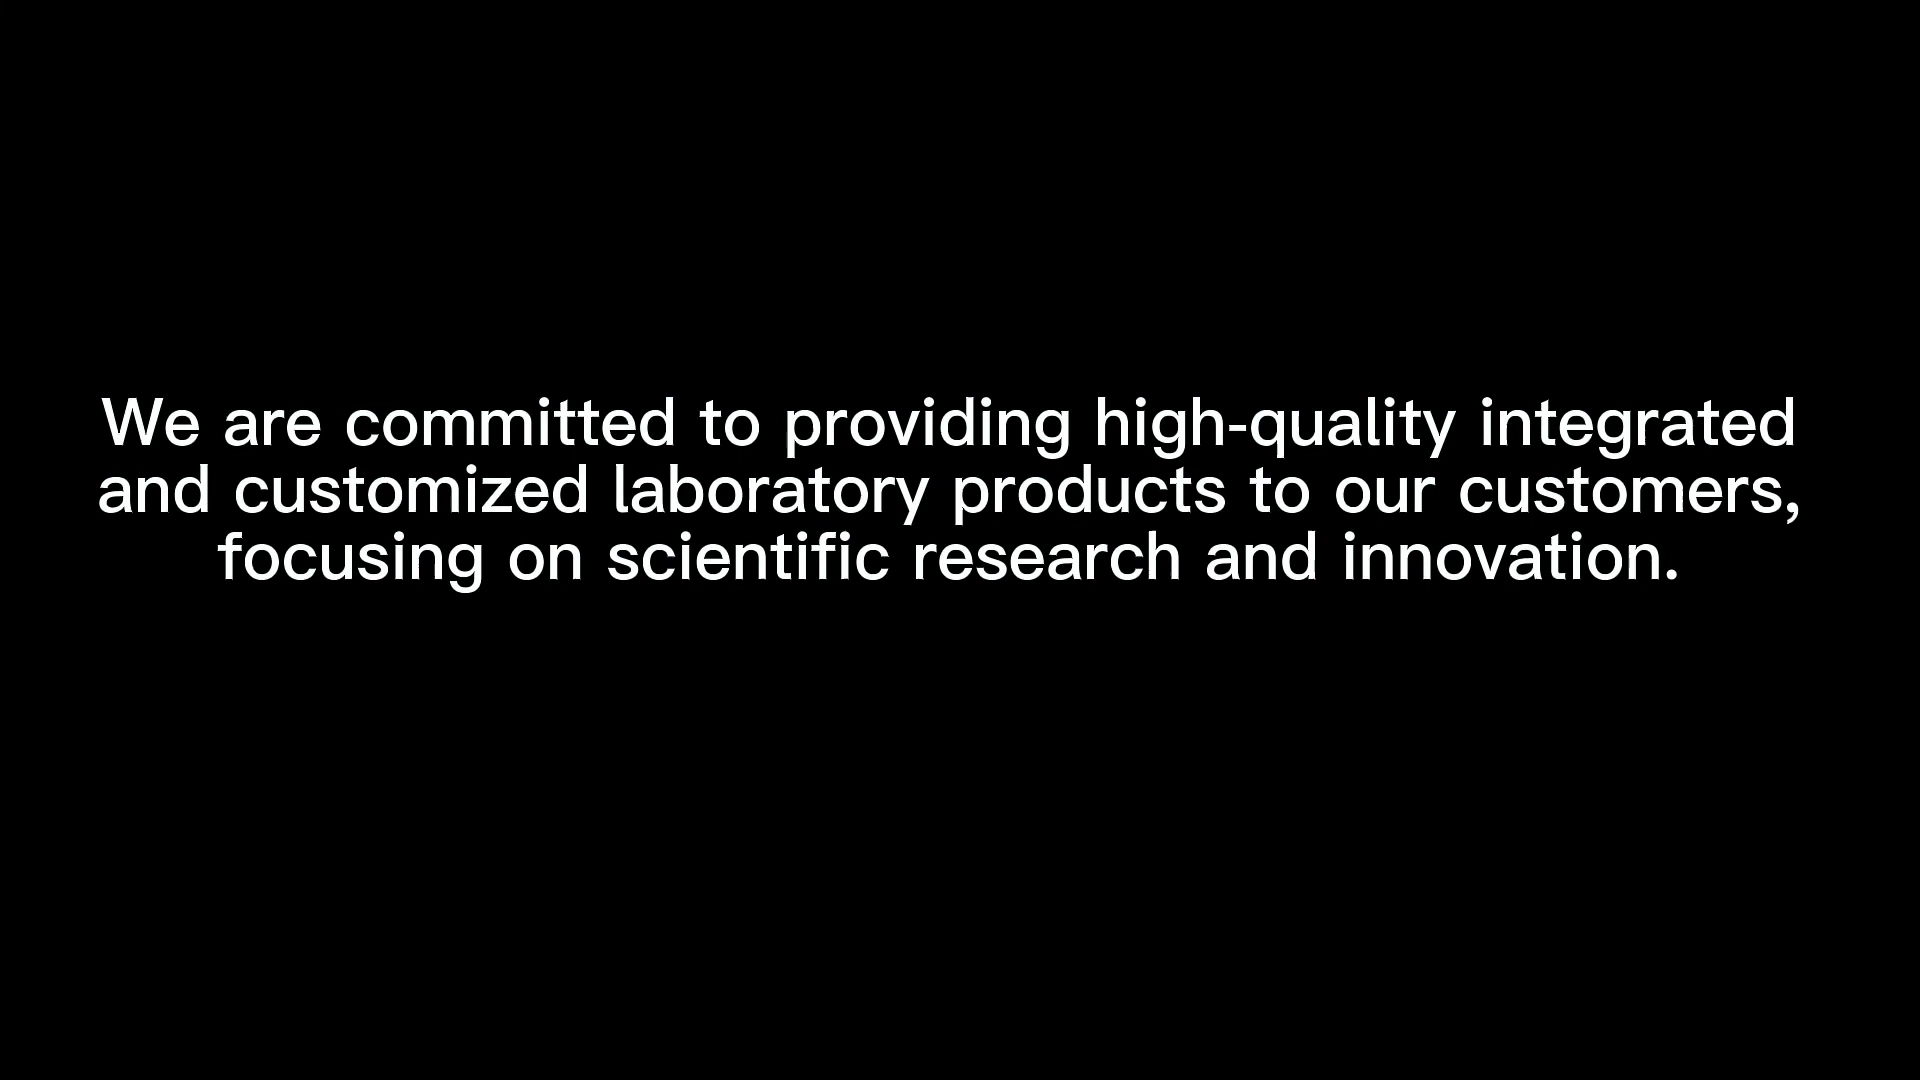 We are committed to providing high-quality integrated
and customized laboratory products to our customers,
focusing on scientific research and innovation.